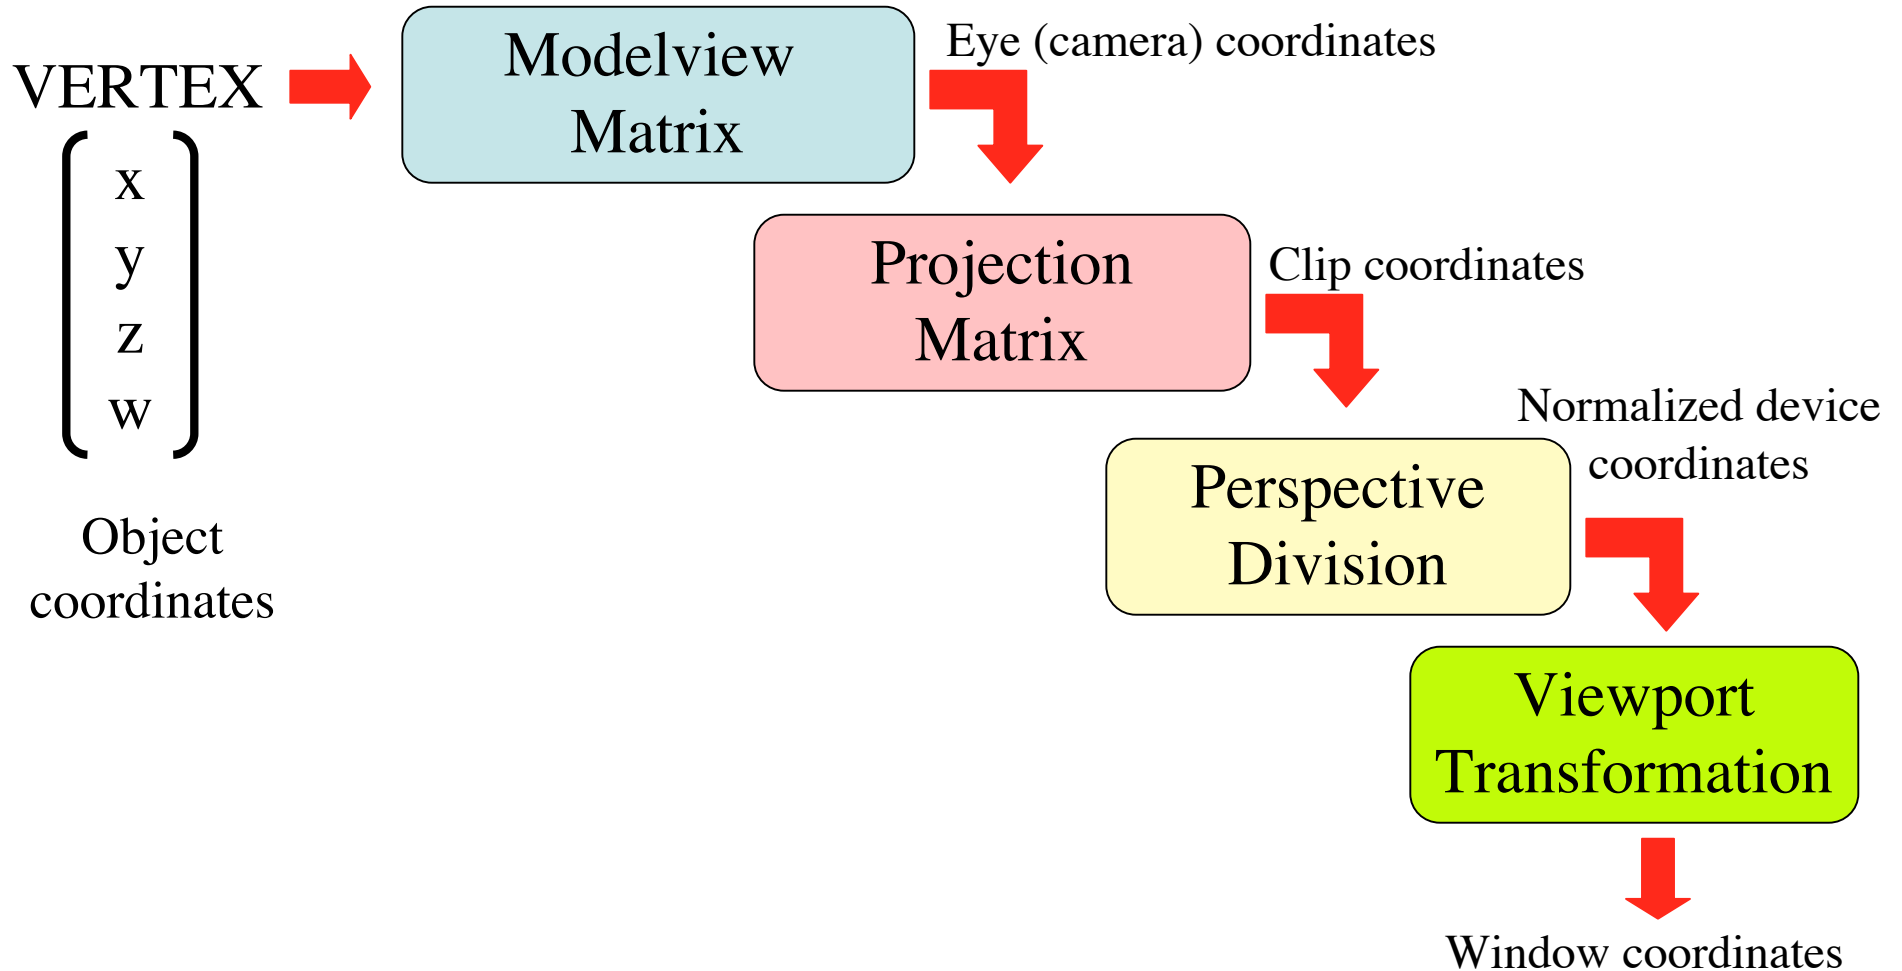 VERTEX
x
y
z
w
Object
coordinates
Modelview
Matrix
Eye (camera) coordinates
Projection
Matrix
Clip coordinates
Perspective
Division
Normalized device
coordinates
Viewport
Transformation
Window coordinates